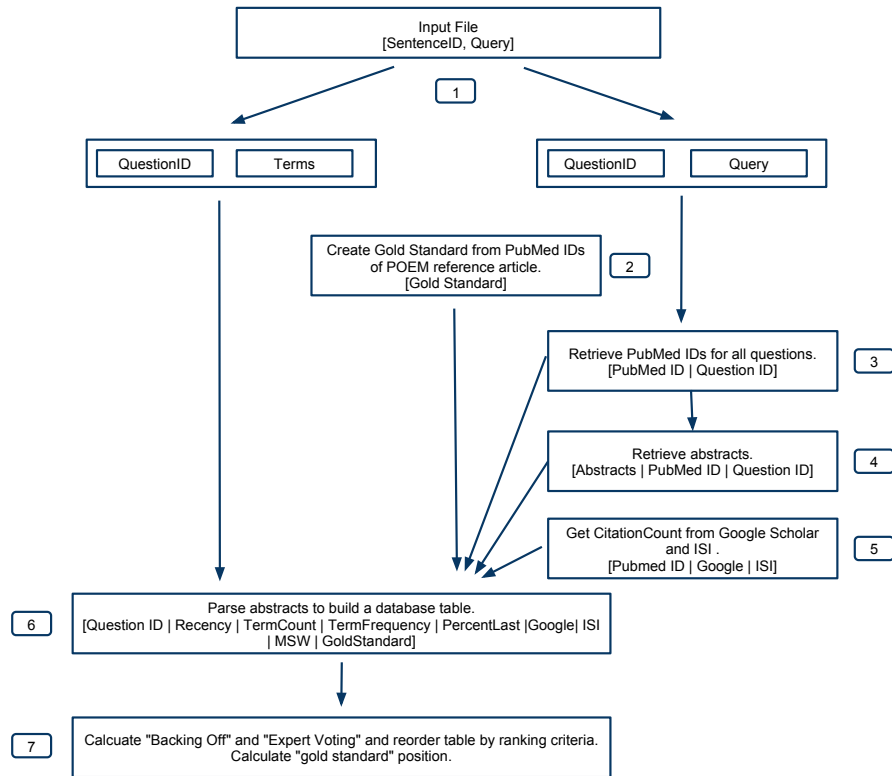 Input File
[SentenceID, Query]
1
QuestionID
Terms
QuestionID
Query
Create Gold Standard from PubMed IDs
of POEM reference article.
[Gold Standard]
2
Retrieve PubMed IDs for all questions.
[PubMed ID | Question ID]
3
Retrieve abstracts.
[Abstracts | PubMed ID | Question ID]
4
Get CitationCount from Google Scholar
and ISI .
[Pubmed ID | Google | ISI]
5
Parse abstracts to build a database table.
[Question ID | Recency | TermCount | TermFrequency | PercentLast |Google| ISI
| MSW | GoldStandard]
6
Calcuate "Backing Off" and "Expert Voting" and reorder table by ranking criteria.
Calculate "gold standard" position.
7